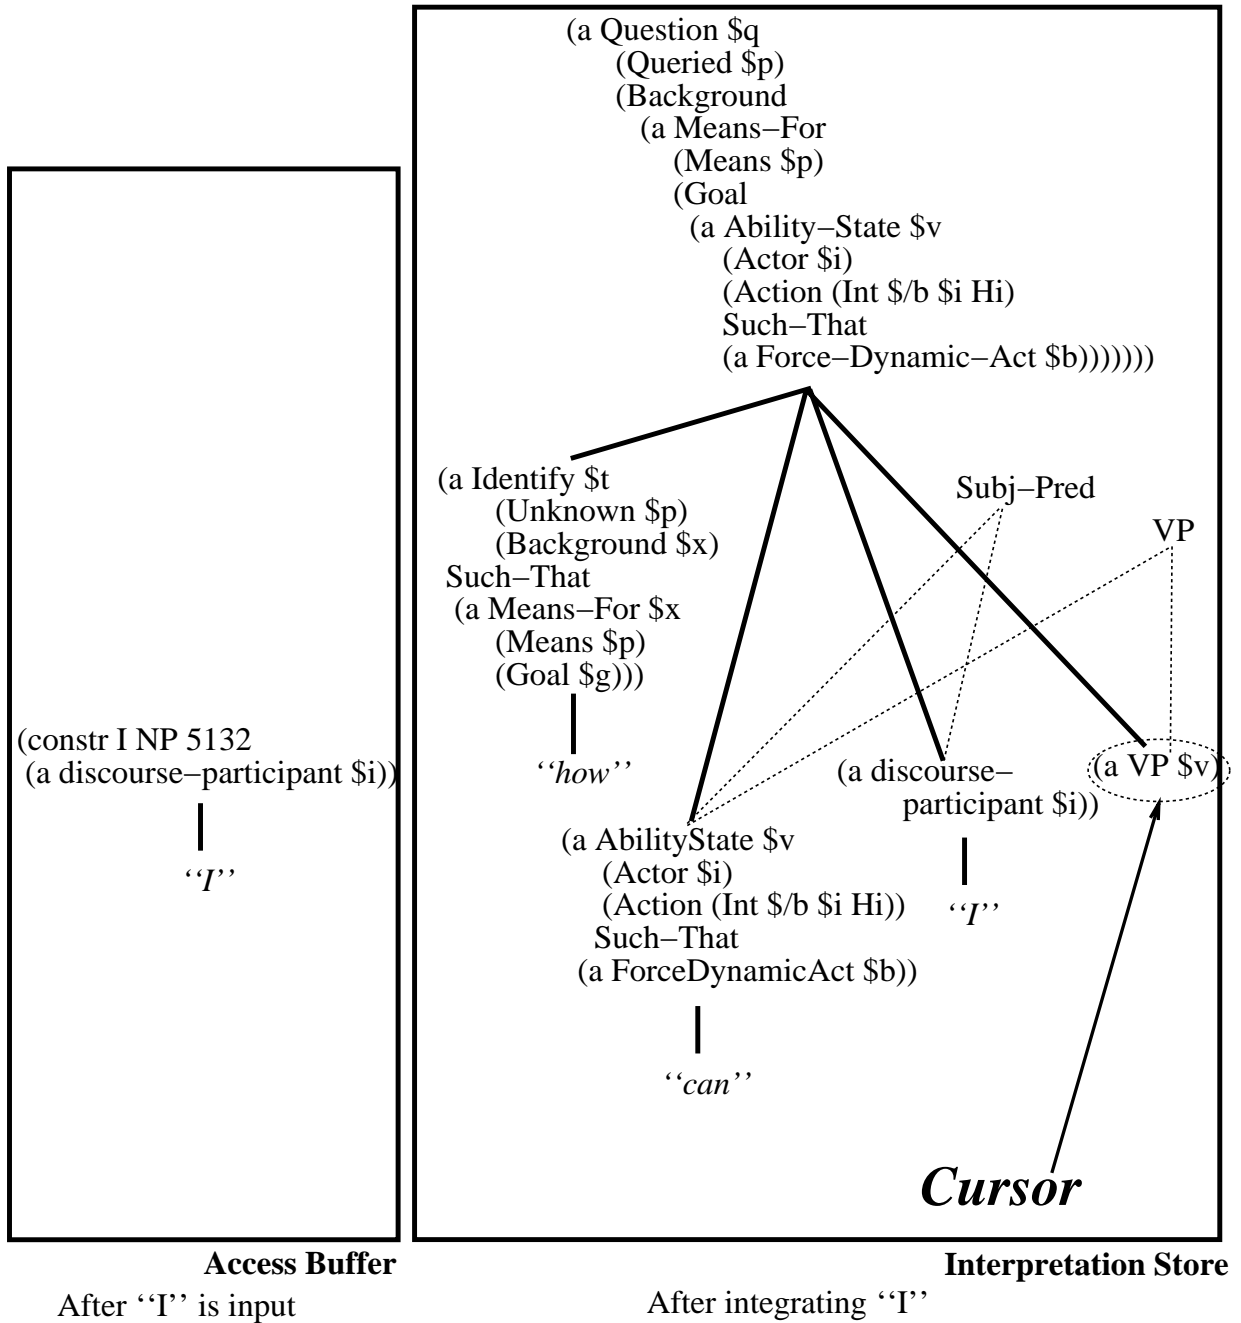 (a Question $q
(Queried $p)
(Background
(a Means−For
(Means $p)
(Goal
(a Ability−State $v
(Actor $i)
(Action (Int $/b $i Hi)
Such−That
(a Force−Dynamic−Act $b)))))))
(a Identify $t
(Unknown $p)
(Background $x)
Such−That
(a Means−For $x
(Means $p)
(Goal $g)))
‘‘how’’
Subj−Pred
VP
(constr I NP 5132
(a discourse−participant $i))
‘‘I’’
(a discourse−
participant $i))
‘‘I’’
(a VP $v)
(a AbilityState $v
(Actor $i)
(Action (Int $/b $i Hi))
Such−That
(a ForceDynamicAct $b))
‘‘can’’
Cursor
Access Buffer
After ‘‘I’’ is input
Interpretation Store
After integrating ‘‘I’’